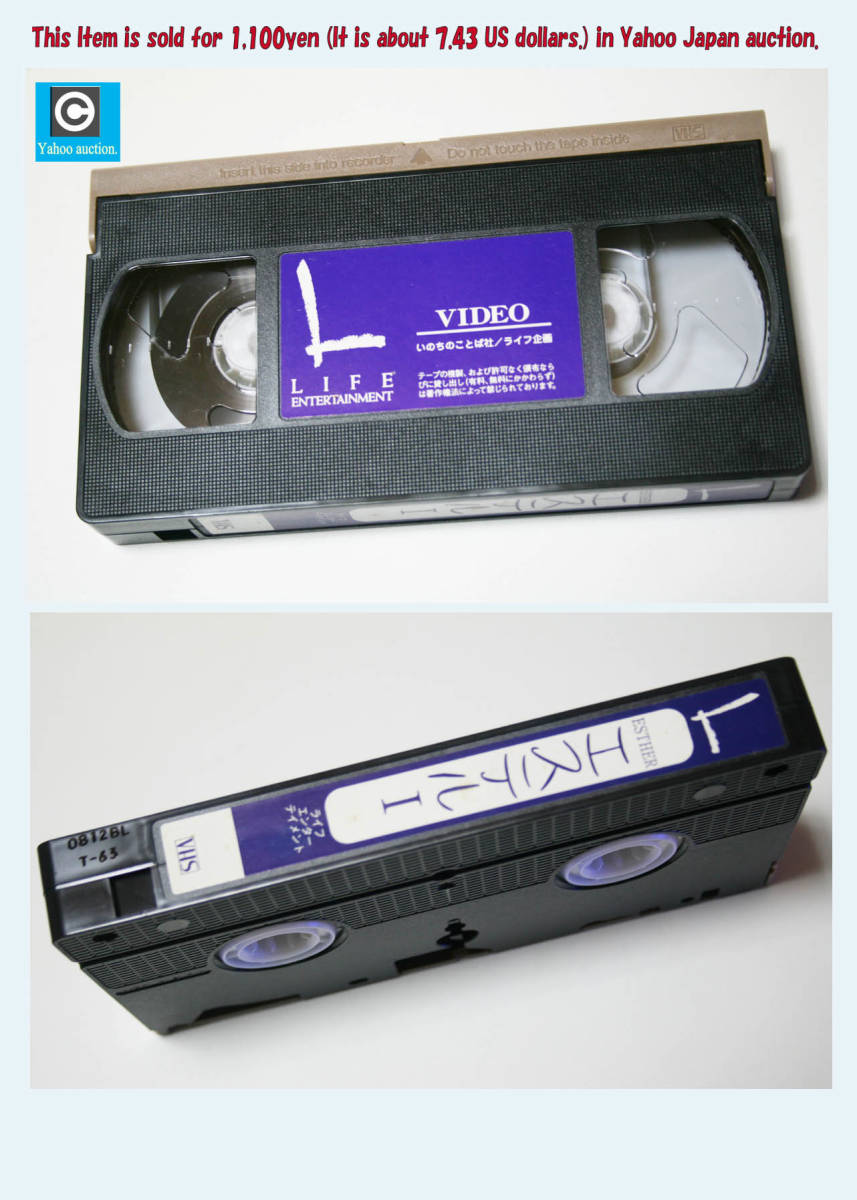 This Item is sold for 1,100yen (It is about 7.43 US dollars.) in Yahoo Japan auction.
C
Yahoo auction.
Insert this side into recorder
Do not touch the tape inside
VHS
VIDEO
いのちのことば社／ライフ企画
LIFE
ENTERTAINMENT
テープの複製、および許可なく頒布なら
びに貸し出し(有料、無料にかかわらず)
は著作権法によって禁じられております。
VHS
エステル I
ESTHER
エステル I
ライフ
エンター
テイメント
VHS
0812BL
T-63